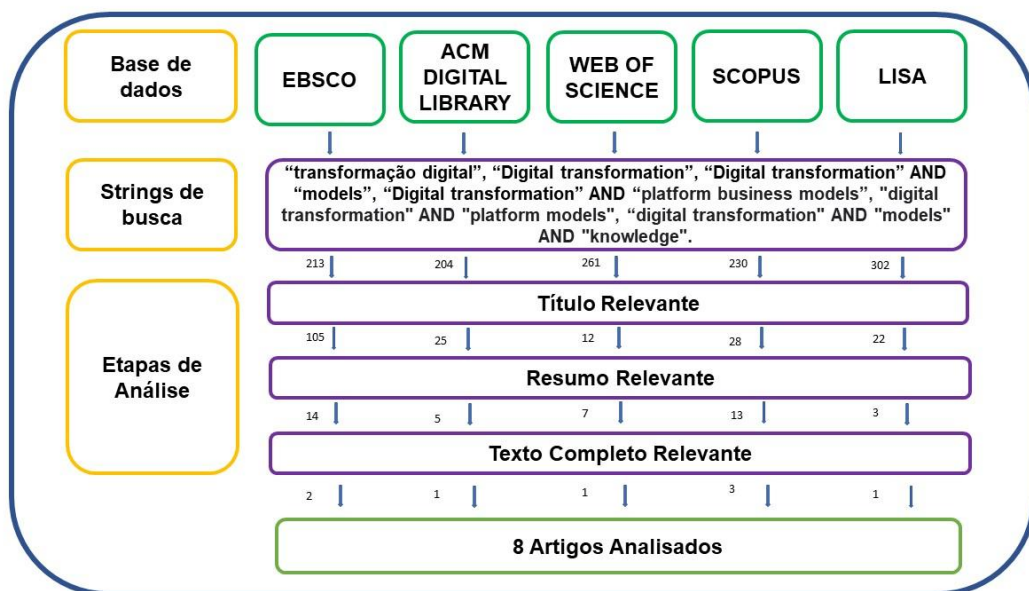 Base de
dados
EBSCO
ACM
DIGITAL
LIBRARY
WEB OF
SCIENCE
SCOPUS
LISA
Strings de
busca
“transformação digital”, “Digital transformation”, “Digital transformation” AND
“models”, “Digital transformation” AND “platform business models”, "digital
transformation" AND "platform models", “digital transformation" AND "models"
AND "knowledge".
213 204 261 230 302
Etapas de
Análise
Título Relevante
105 25 12 28 22
Resumo Relevante
14 5 7 13 3
Texto Completo Relevante
2 1 1 3 1
8 Artigos Analisados